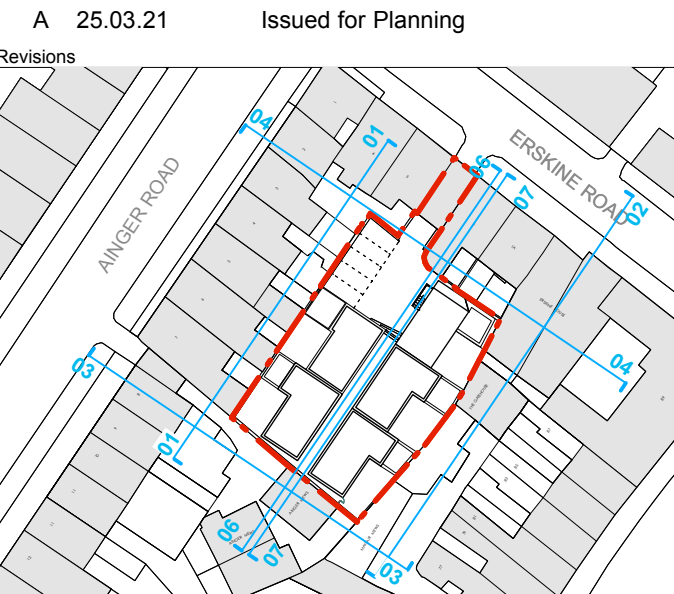 A 25.03.21 Issued for Planning
Revisions
04
01
ERSKINE ROAD
06
07
02
AINGER ROAD
03
04
01
06
07
03